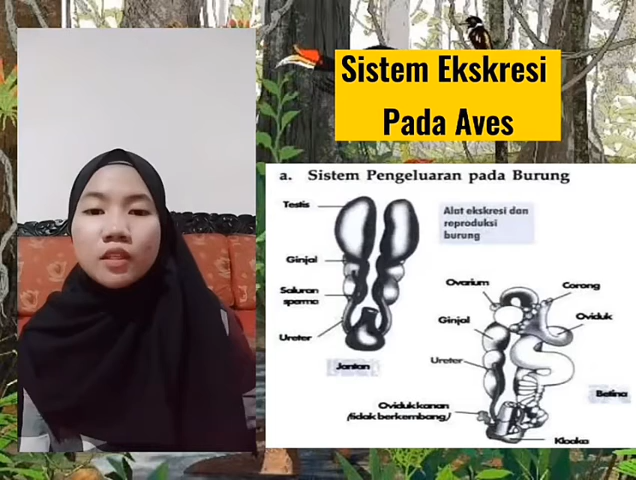 Sistem Ekskresi
Pada Aves
a. Sistem Pengeluaran pada Burung
Testis
Alat ekskresi dan
reproduksi
burung
Ginjal
Saluran
sperma
Ureter
Jantan
Ovarium
Corong
Oviduk
Ginjal
Ureter
Betina
Oviduk kanan
(tidak berkembang)
Kloaka